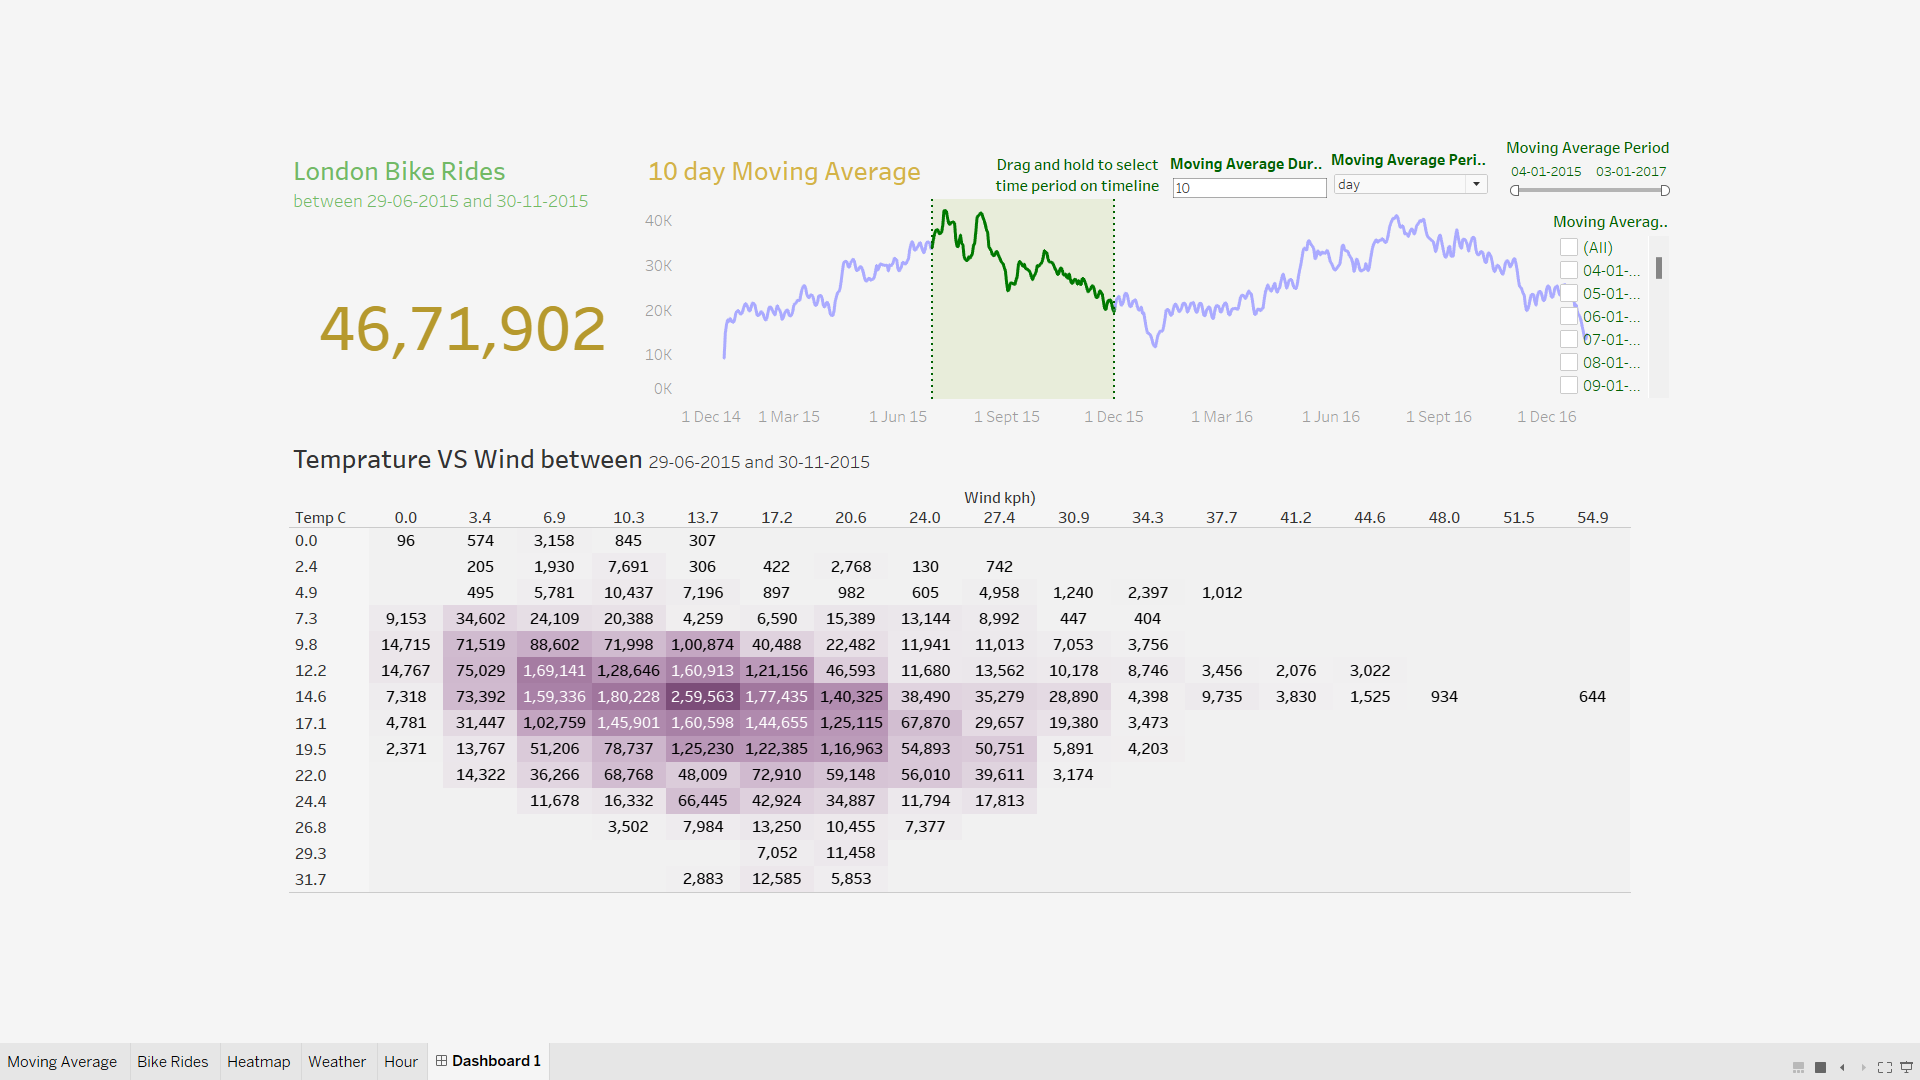 London Bike Rides
between 29-06-2015 and 30-11-2015
46,71,902
10 day Moving Average
Drag and hold to select
time period on timeline
Moving Average Dur..
10
Moving Average Peri..
day
Moving Average Period
04-01-2015 03-01-2017
Moving Averag..
(All)
04-01-...
05-01-...
06-01-...
07-01-...
08-01-...
09-01-...
40K
30K
20K
10K
0K
1 Dec 14 1 Mar 15 1 Jun 15 1 Sept 15 1 Dec 15 1 Mar 16 1 Jun 16 1 Sept 16 1 Dec 16
Temprature VS Wind between 29-06-2015 and 30-11-2015
Wind kph)
Temp C 0.0 3.4 6.9 10.3 13.7 17.2 20.6 24.0 27.4 30.9 34.3 37.7 41.2 44.6 48.0 51.5 54.9
0.0 96 574 3,158 845 307
2.4 205 1,930 7,691 306 422 2,768 130 742
4.9 495 5,781 10,437 7,196 897 982 605 4,958 1,240 2,397 1,012
7.3 9,153 34,602 24,109 20,388 4,259 6,590 15,389 13,144 8,992 447 404
9.8 14,715 71,519 88,602 71,998 1,00,874 40,488 22,482 11,941 11,013 7,053 3,756
12.2 14,767 75,029 1,69,141 1,28,646 1,60,913 1,21,156 46,593 11,680 13,562 10,178 8,746 3,456 2,076 3,022
14.6 7,318 73,392 1,59,336 1,80,228 2,59,563 1,77,435 1,40,325 38,490 35,279 28,890 4,398 9,735 3,830 1,525 934 644
17.1 4,781 31,447 1,02,759 1,45,901 1,60,598 1,44,655 1,25,115 67,870 29,657 19,380 3,473
19.5 2,371 13,767 51,206 78,737 1,25,230 1,22,385 1,16,963 54,893 50,751 5,891 4,203
22.0 14,322 36,266 68,768 48,009 72,910 59,148 56,010 39,611 3,174
24.4 11,678 16,332 66,445 42,924 34,887 11,794 17,813
26.8 3,502 7,984 13,250 10,455 7,377
29.3 7,052 11,458
31.7 2,883 12,585 5,853
Moving Average Bike Rides Heatmap Weather Hour Dashboard 1